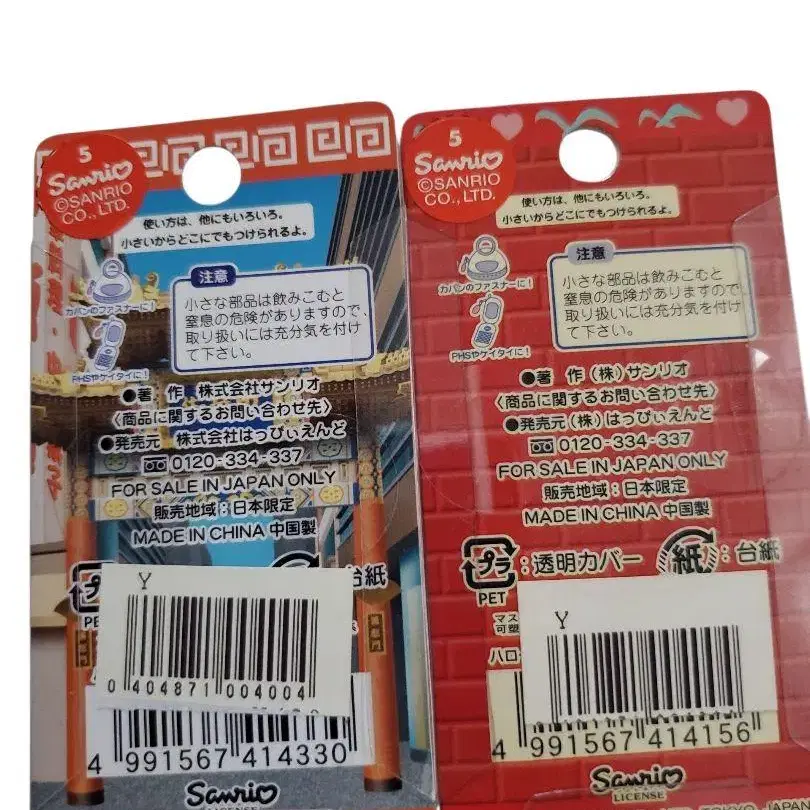 5
Sanrio
©SANRIO
CO., LTD.
使い方は、他にもいろいろ。
小さいからどこにでもつけられるよ。
注意
小さな部品は飲みこむと
窒息の危険がありますので、
取り扱いには充分気を付け
て下さい。
カバンのファスナーに!
PHSやケイタイに!
●著 作 株式会社サンリオ
〈商品に関するお問い合わせ先〉
●発売元 株式会社はっぴぃえんど
0120-334-337
FOR SALE IN JAPAN ONLY
販売地域:日本限定
MADE IN CHINA 中国製
プラ
台紙
PE
Y
0 404871 004004
4 991567 414330
Sanrio
LICENSE
5
Sanrio
©SANRIO
CO., LTD.
使い方は、他にもいろいろ。
小さいからどこにでもつけられるよ。
注意
小さな部品は飲みこむと
窒息の危険がありますので、
取り扱いには充分気を付け
て下さい。
カバンのファスナーに!
PHSやケイタイに!
●著 作(株)サンリオ
〈商品に関するお問い合わせ先〉
●発売元(株)はっぴぃえんど
0120-334-337
FOR SALE IN JAPAN ONLY
販売地域:日本限定
MADE IN CHINA 中国製
プラ:透明カバー 紙:台紙
PET
マス
可塑
ハロー
Y
4 991567 414156
Sanrio
LICENSE
TOKYO, JAPAN